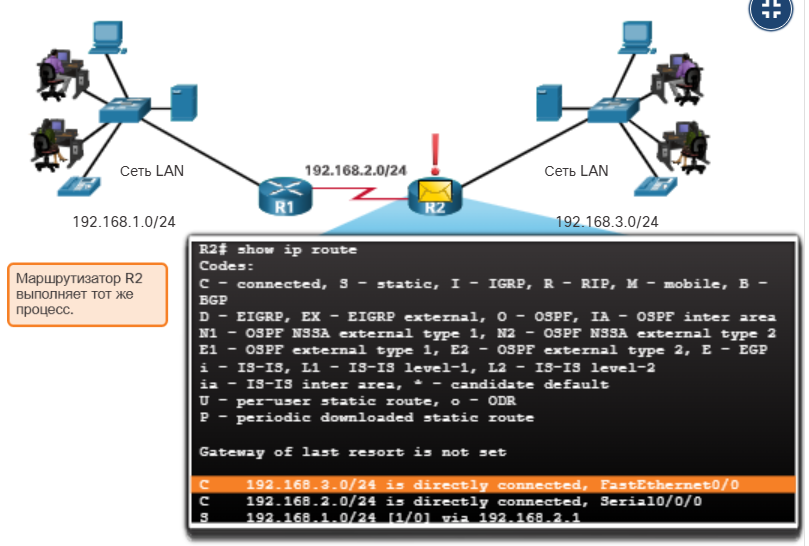 Сеть LAN
192.168.2.0/24
Сеть LAN
R1
R2
192.168.1.0/24
192.168.3.0/24
Маршрутизатор R2
выполняет тот же
процесс.
R2# show ip route
Codes:
C - connected, S - static, I - IGRP, R - RIP, M - mobile, B -
BGP
D - EIGRP, EX - EIGRP external, O - OSPF, IA - OSPF inter area
N1 - OSPF NSSA external type 1, N2 - OSPF NSSA external type 2
E1 - OSPF external type 1, E2 - OSPF external type 2, E - EGP
i - IS-IS, L1 - IS-IS level-1, L2 - IS-IS level-2
ia - IS-IS inter area, * - candidate default
U - per-user static route, o - ODR
P - periodic downloaded static route
Gateway of last resort is not set
C 192.168.3.0/24 is directly connected, FastEthernet0/0
C 192.168.2.0/24 is directly connected, Serial0/0/0
S 192.168.1.0/24 [1/0] via 192.168.2.1